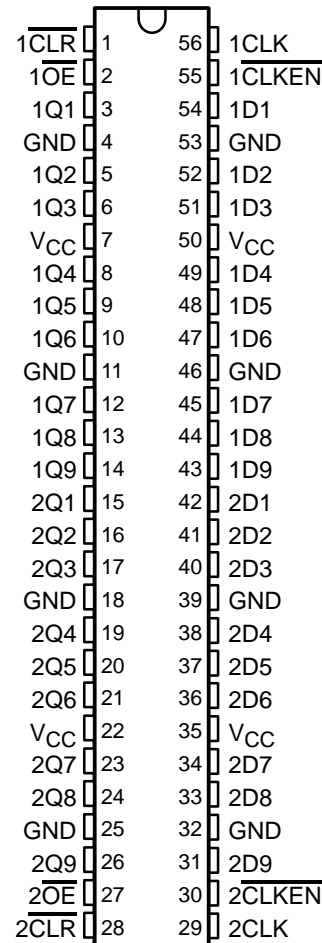 1CLR 1 56 1CLK
1OE 2 55 1CLKEN
1Q1 3 54 1D1
GND 4 53 GND
1Q2 5 52 1D2
1Q3 6 51 1D3
VCC 7 50 VCC
1Q4 8 49 1D4
1Q5 9 48 1D5
1Q6 10 47 1D6
GND 11 46 GND
1Q7 12 45 1D7
1Q8 13 44 1D8
1Q9 14 43 1D9
2Q1 15 42 2D1
2Q2 16 41 2D2
2Q3 17 40 2D3
GND 18 39 GND
2Q4 19 38 2D4
2Q5 20 37 2D5
2Q6 21 36 2D6
VCC 22 35 VCC
2Q7 23 34 2D7
2Q8 24 33 2D8
GND 25 32 GND
2Q9 26 31 2D9
2OE 27 30 2CLKEN
2CLR 28 29 2CLK